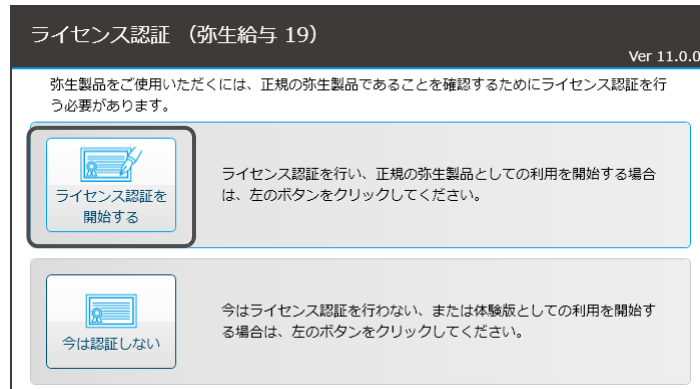 ライセンス認証 （弥生給与 19）
Ver 11.0.0
弥生製品をご使用いただくには、正規の弥生製品であることを確認するためにライセンス認証を行
う必要があります。
ライセンス認証を
開始する
ライセンス認証を行い、正規の弥生製品としての利用を開始する場合
は、左のボタンをクリックしてください。
今は認証しない
今はライセンス認証を行わない、または体験版としての利用を開始す
る場合は、左のボタンをクリックしてください。